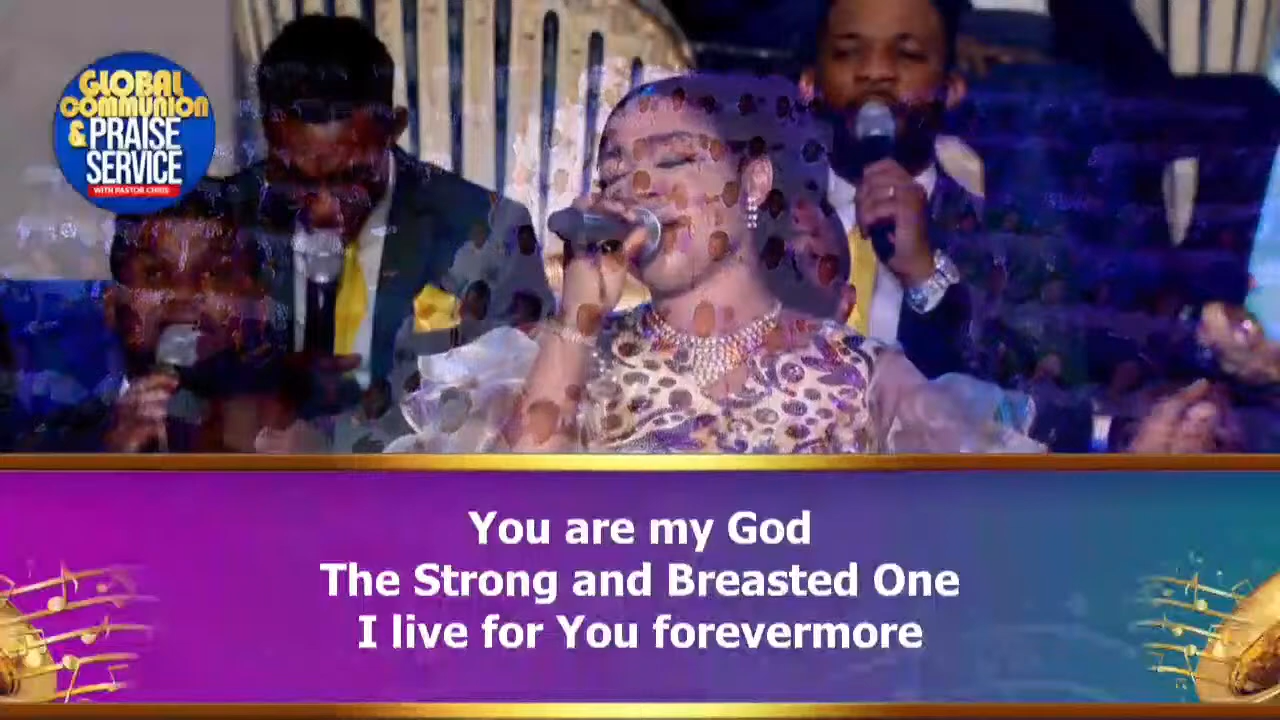 GLOBAL
COMMUNION
& PRAISE
SERVICE
WITH PASTOR CHRIS
You are my God
The Strong and Breasted One
I live for You forevermore